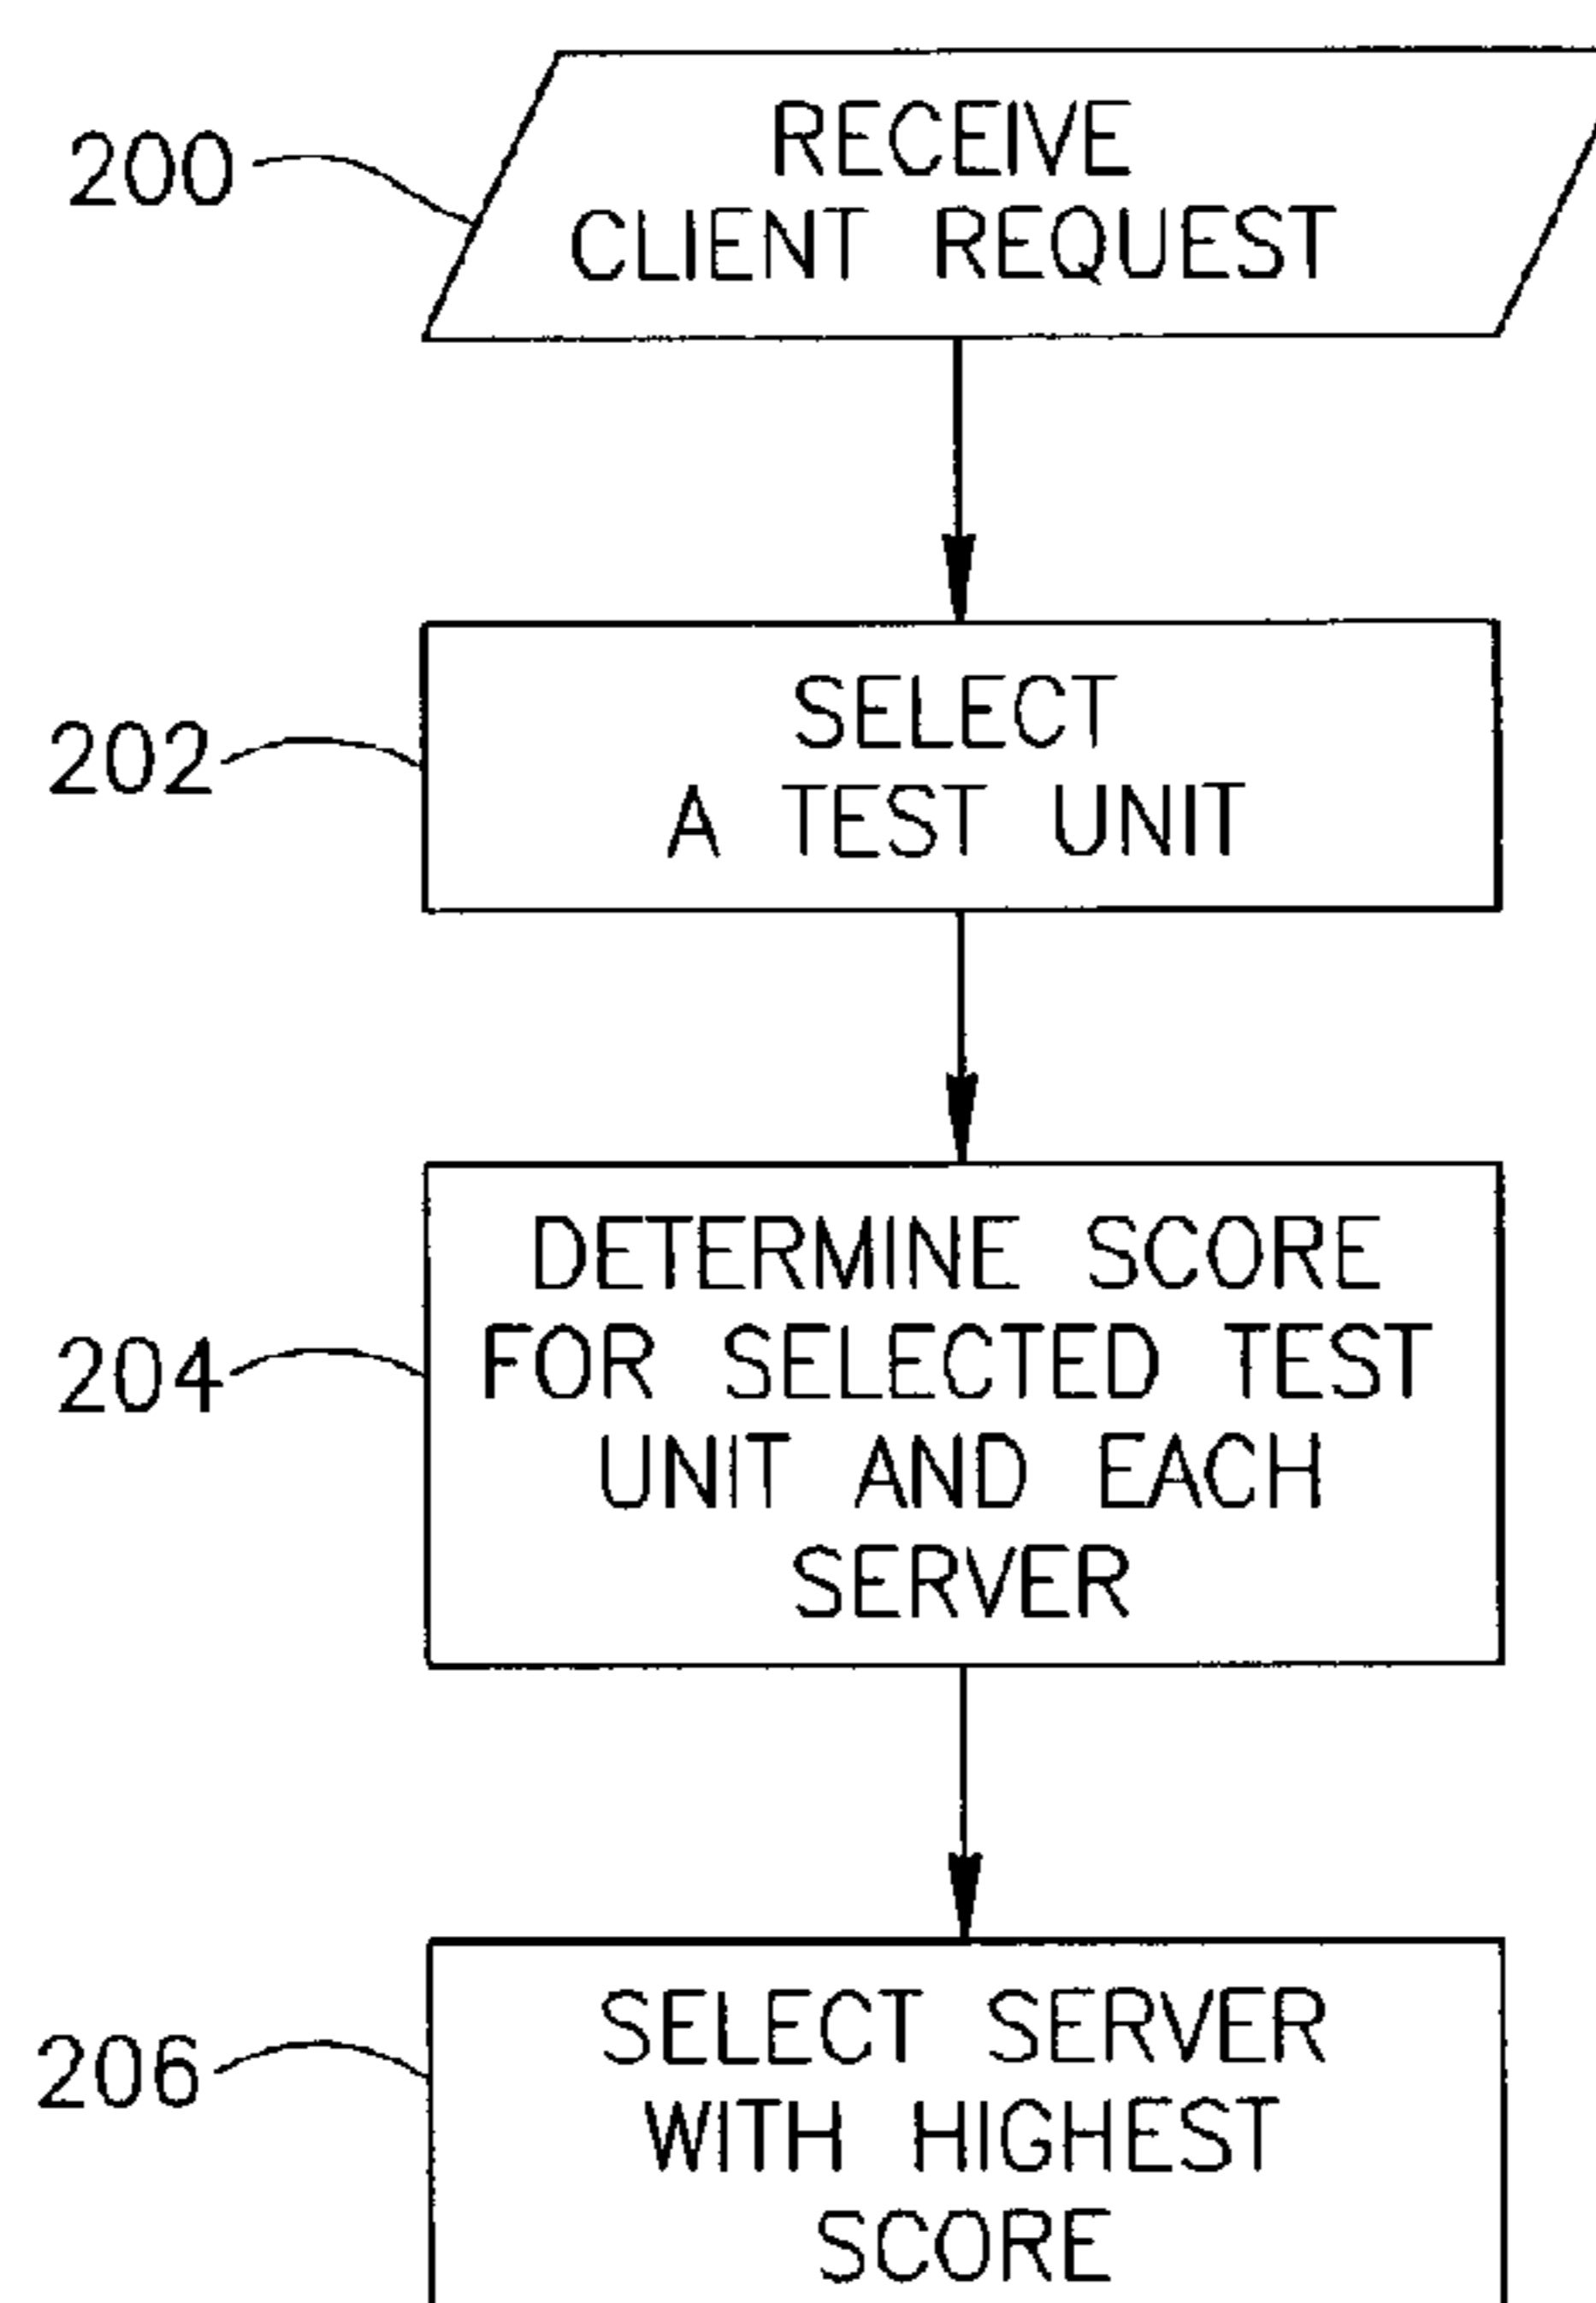 200
RECEIVE
CLIENT REQUEST
202
SELECT
A TEST UNIT
204
DETERMINE SCORE
FOR SELECTED TEST
UNIT AND EACH
SERVER
206
SELECT SERVER
WITH HIGHEST
SCORE